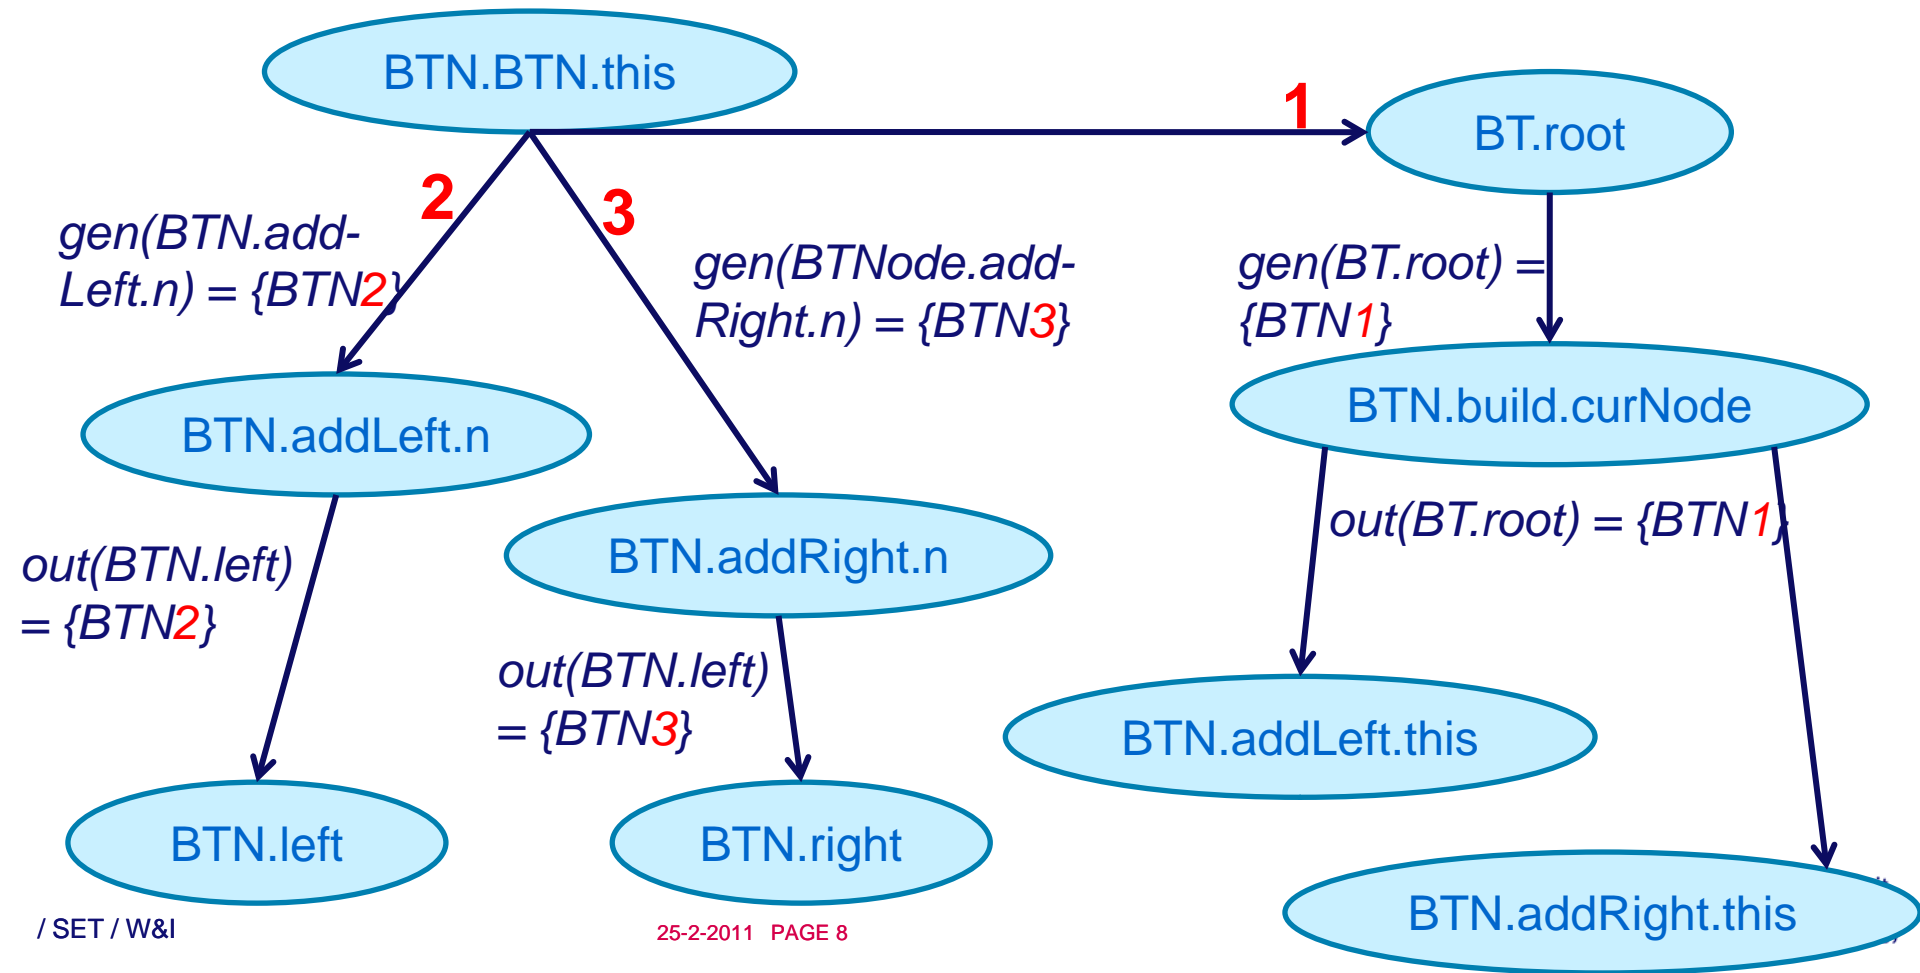 BTN.BTN.this
1
BT.root
2
3
gen(BTN.add-
Left.n) = {BTN2}
gen(BTNode.add-
Right.n) = {BTN3}
gen(BT.root) =
{BTN1}
BTN.build.curNode
BTN.addLeft.n
out(BT.root) = {BTN1}
BTN.addRight.n
out(BTN.left)
= {BTN2}
out(BTN.left)
= {BTN3}
BTN.addLeft.this
BTN.left
BTN.right
BTN.addRight.this
/ SET / W&I
25-2-2011 PAGE 8